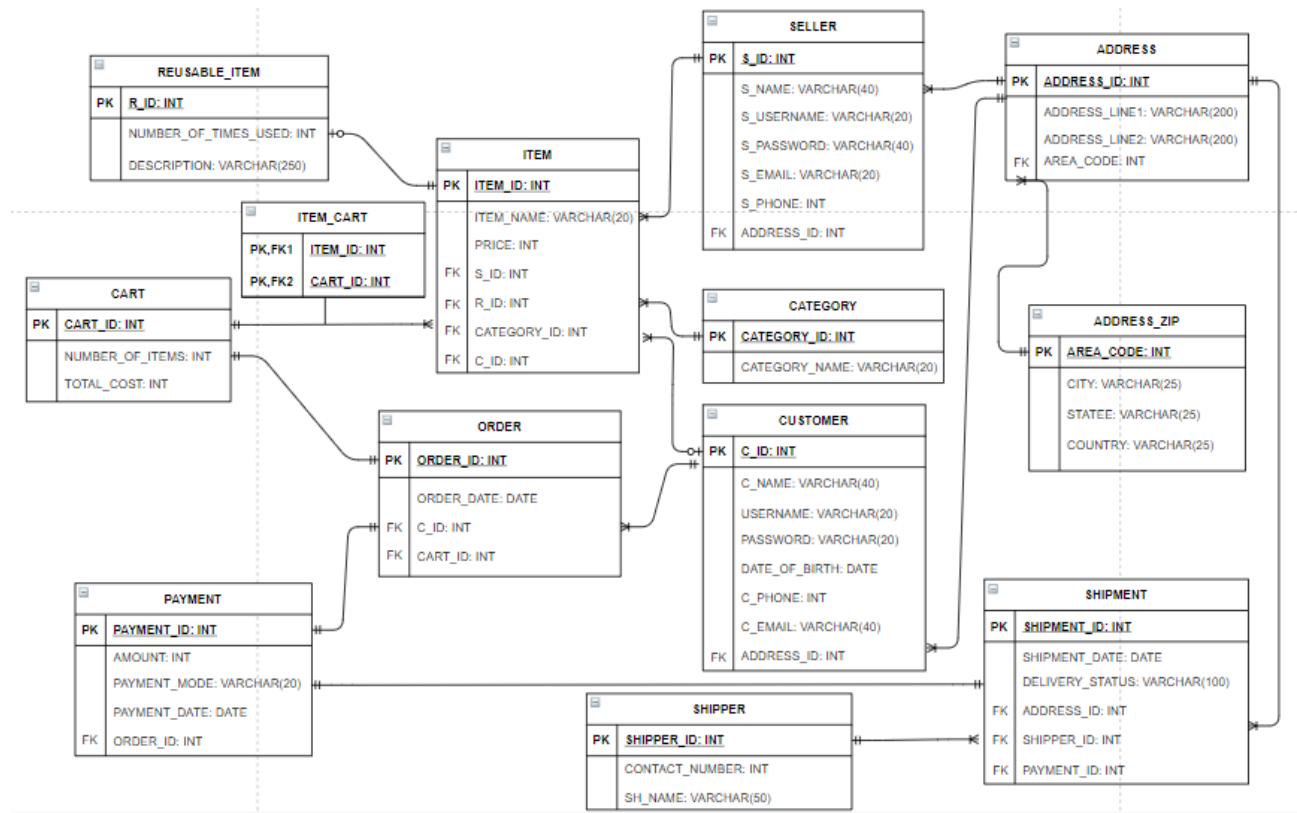 SELLER
PK S_ID: INT
S_NAME: VARCHAR(40)
S_USERNAME: VARCHAR(20)
S_PASSWORD: VARCHAR(40)
S_EMAIL: VARCHAR(20)
S_PHONE: INT
FK ADDRESS_ID: INT
ADDRESS
PK ADDRESS_ID: INT
ADDRESS_LINE1: VARCHAR(200)
ADDRESS_LINE2: VARCHAR(200)
FK AREA_CODE: INT
REUSABLE_ITEM
PK R_ID: INT
NUMBER_OF_TIMES_USED: INT
DESCRIPTION: VARCHAR(250)
ITEM
PK ITEM_ID: INT
ITEM_NAME: VARCHAR(20)
PRICE: INT
FK S_ID: INT
FK R_ID: INT
FK CATEGORY_ID: INT
FK C_ID: INT
ITEM_CART
PK,FK1 ITEM_ID: INT
PK,FK2 CART_ID: INT
CART
PK CART_ID: INT
NUMBER_OF_ITEMS: INT
TOTAL_COST: INT
CATEGORY
PK CATEGORY_ID: INT
CATEGORY_NAME: VARCHAR(20)
ADDRESS_ZIP
PK AREA_CODE: INT
CITY: VARCHAR(25)
STATEE: VARCHAR(25)
COUNTRY: VARCHAR(25)
ORDER
PK ORDER_ID: INT
ORDER_DATE: DATE
FK C_ID: INT
FK CART_ID: INT
CUSTOMER
PK C_ID: INT
C_NAME: VARCHAR(40)
USERNAME: VARCHAR(20)
PASSWORD: VARCHAR(20)
DATE_OF_BIRTH: DATE
C_PHONE: INT
C_EMAIL: VARCHAR(40)
FK ADDRESS_ID: INT
PAYMENT
PK PAYMENT_ID: INT
AMOUNT: INT
PAYMENT_MODE: VARCHAR(20)
PAYMENT_DATE: DATE
FK ORDER_ID: INT
SHIPMENT
PK SHIPMENT_ID: INT
SHIPMENT_DATE: DATE
DELIVERY_STATUS: VARCHAR(100)
FK ADDRESS_ID: INT
FK SHIPPER_ID: INT
FK PAYMENT_ID: INT
SHIPPER
PK SHIPPER_ID: INT
CONTACT_NUMBER: INT
SH_NAME: VARCHAR(50)